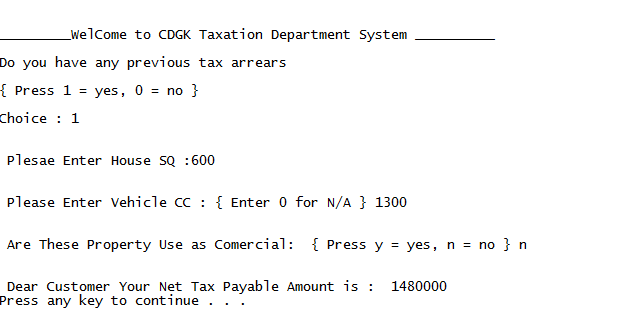 _________WelCome to CDGK Taxation Department System __________
Do you have any previous tax arrears
{ Press 1 = yes, 0 = no }
Choice : 1
Plesae Enter House SQ :600
Please Enter Vehicle CC : { Enter 0 for N/A } 1300
Are These Property Use as Comercial:  { Press y = yes, n = no } n
Dear Customer Your Net Tax Payable Amount is :  1480000
Press any key to continue . . .